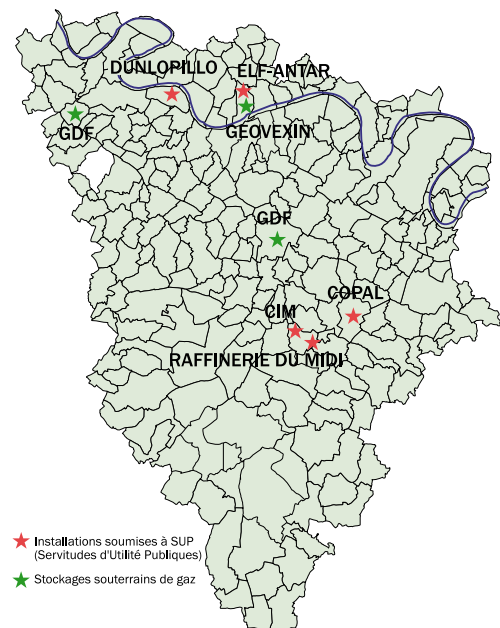 DUNLOPILLO
ELF-ANTAR
GDF
GEOVEXIN
GDF
COPAL
CIM
RAFFINERIE DU MIDI
Installations soumises à SUP
(Servitudes d'Utilité Publiques)
Stockages souterrains de gaz